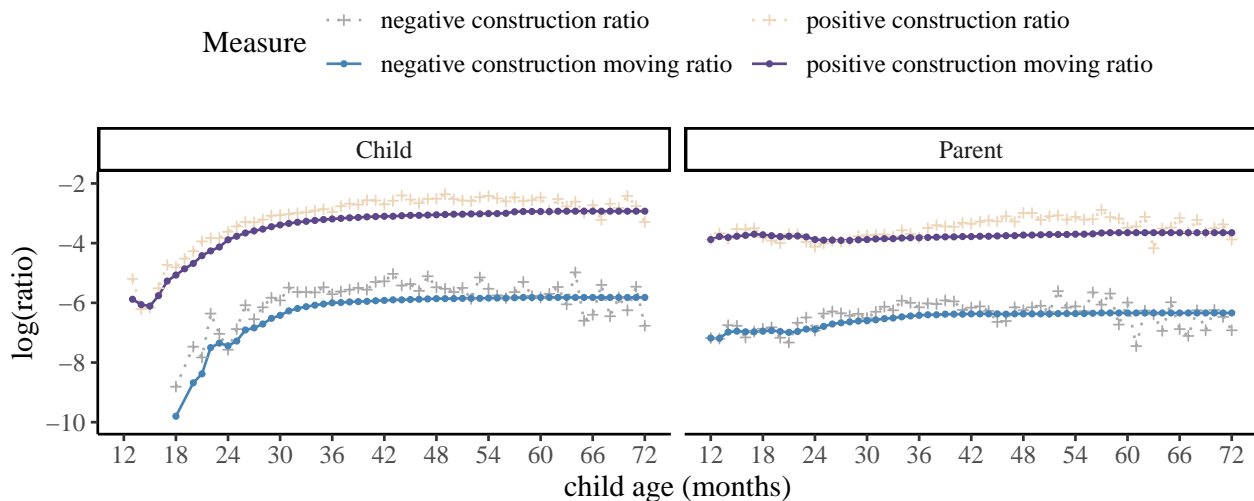 Measure
negative construction ratio
positive construction ratio
negative construction moving ratio
positive construction moving ratio
Child
Parent
log(ratio)
−2
−4
−6
−8
−10
12 18 24 30 36 42 48 54 60 66 72
12 18 24 30 36 42 48 54 60 66 72
child age (months)